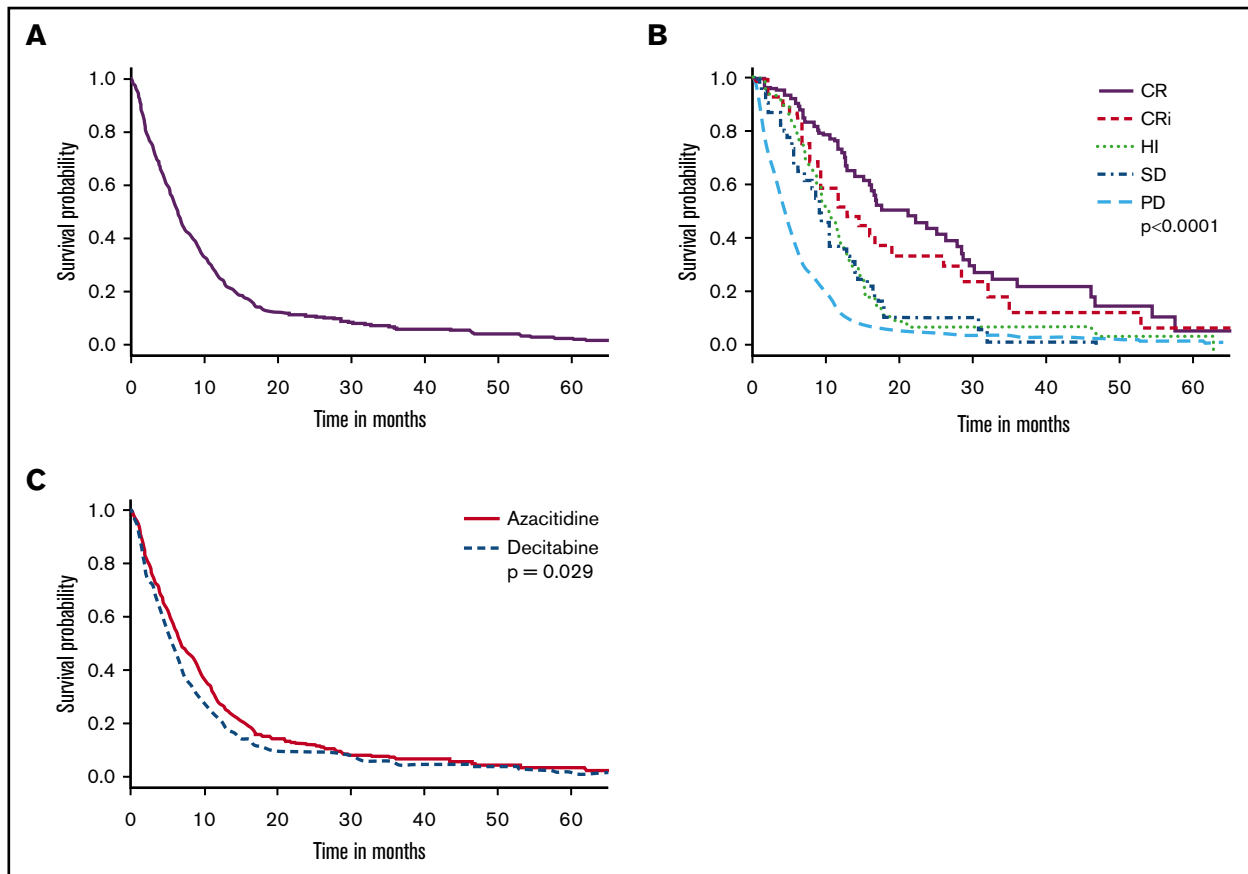 A
Survival probability
1.0
0.8
0.6
0.4
0.2
0.0
0 10 20 30 40 50 60
Time in months
B
Survival probability
1.0
0.8
0.6
0.4
0.2
0.0
0 10 20 30 40 50 60
Time in months
CR
CRi
HI
SD
PD
p<0.0001
C
Survival probability
1.0
0.8
0.6
0.4
0.2
0.0
0 10 20 30 40 50 60
Time in months
Azacitidine
Decitabine
p = 0.029